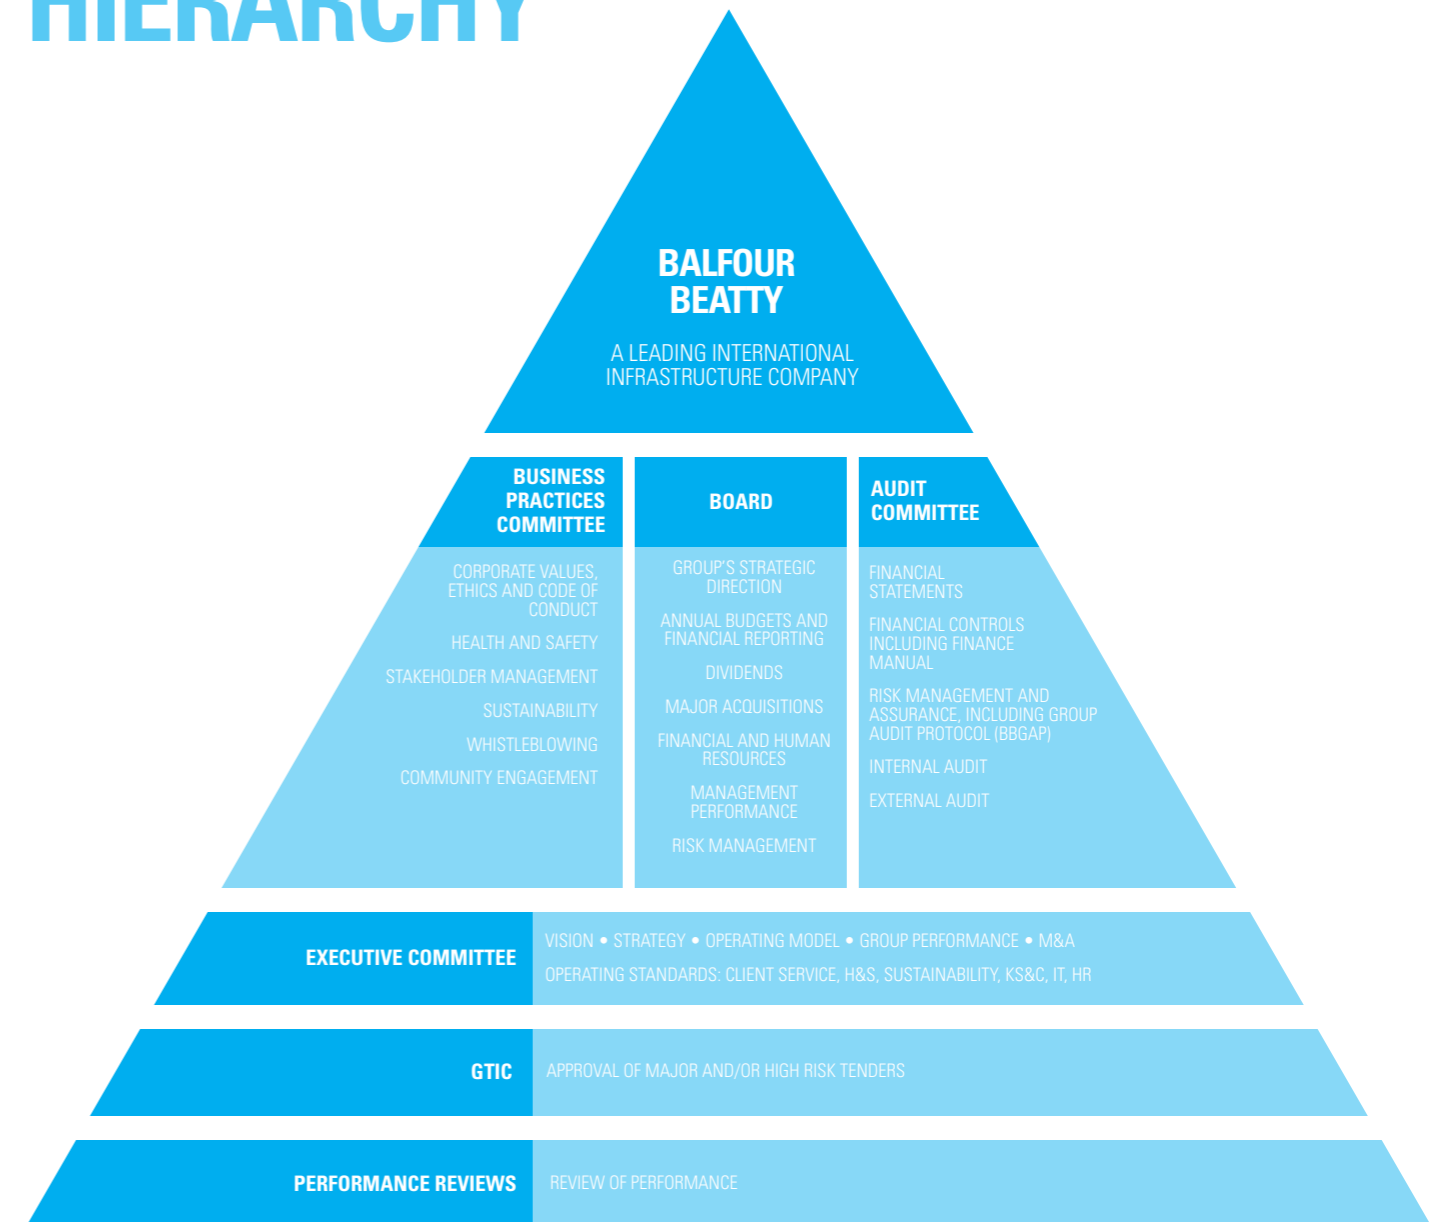 HIERARCHY
BALFOUR
BEATTY
A LEADING INTERNATIONAL
INFRASTRUCTURE COMPANY
BUSINESS
PRACTICES
COMMITTEE
CORPORATE VALUES,
ETHICS AND CODE OF
CONDUCT
HEALTH AND SAFETY
STAKEHOLDER MANAGEMENT
SUSTAINABILITY
WHISTLEBLOWING
COMMUNITY ENGAGEMENT
BOARD
GROUP'S STRATEGIC
DIRECTION
ANNUAL BUDGETS AND
FINANCIAL REPORTING
DIVIDENDS
MAJOR ACQUISITIONS
FINANCIAL AND HUMAN
RESOURCES
MANAGEMENT
PERFORMANCE
RISK MANAGEMENT
AUDIT
COMMITTEE
FINANCIAL
STATEMENTS
FINANCIAL CONTROLS
INCLUDING FINANCE
MANUAL
RISK MANAGEMENT AND
ASSURANCE, INCLUDING GROUP
AUDIT PROTOCOL (BBGAP)
INTERNAL AUDIT
EXTERNAL AUDIT
EXECUTIVE COMMITTEE
VISION • STRATEGY • OPERATING MODEL • GROUP PERFORMANCE • M&A
OPERATING STANDARDS: CLIENT SERVICE, H&S, SUSTAINABILITY, KS&C, IT, HR
GTIC
APPROVAL OF MAJOR AND/OR HIGH RISK TENDERS
PERFORMANCE REVIEWS
REVIEW OF PERFORMANCE